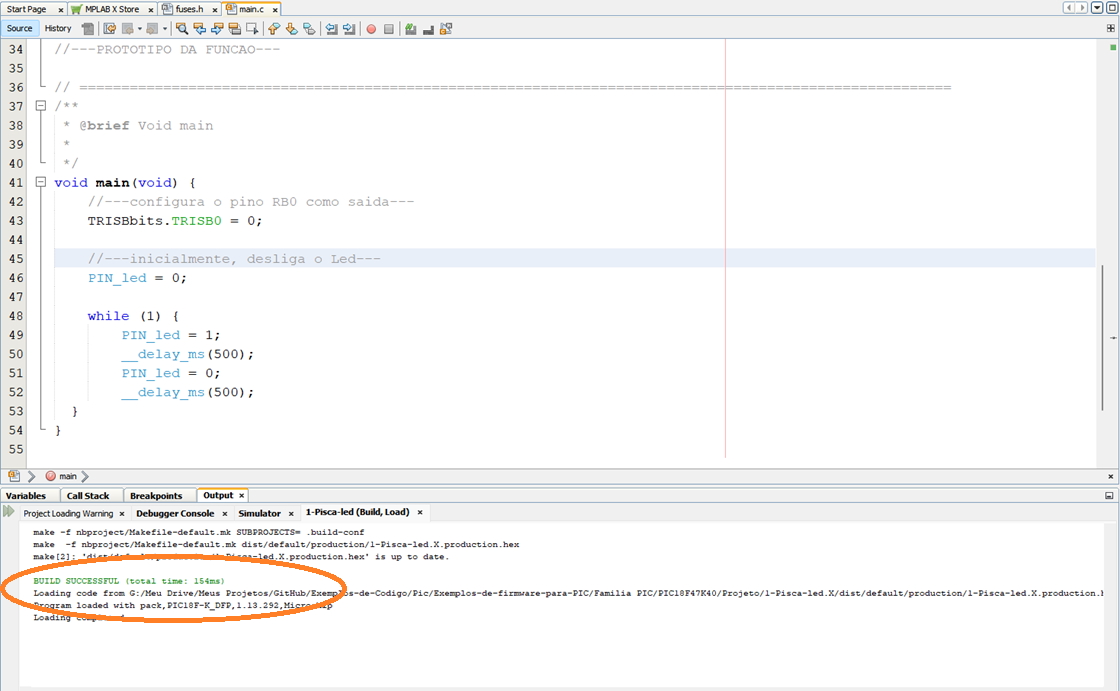 Start Page × MPLAB X Store × fuses.h × main.c ×
Source History
34 //---PROTOTIPO DA FUNCAO---
35
36 // ========================================================================================================
37 /**
38 * @brief Void main
39 *
40 */
41 void main(void) {
42 //---configura o pino RB0 como saida---
43 TRISBbits.TRISB0 = 0;
44
45 //---inicialmente, desliga o Led---
46 PIN_led = 0;
47
48 while (1) {
49 PIN_led = 1;
50 __delay_ms(500);
51 PIN_led = 0;
52 __delay_ms(500);
53 }
54 }
55
main
Variables Call Stack Breakpoints Output ×
Project Loading Warning × Debugger Console × Simulator × 1-Pisca-led (Build, Load) ×
make -f nbproject/Makefile-default.mk SUBPROJECTS= .build-conf
make -f nbproject/Makefile-default.mk dist/default/production/1-Pisca-led.X.production.hex
make[2]: 'dist/default/production/1-Pisca-led.X.production.hex' is up to date.
BUILD SUCCESSFUL (total time: 154ms)
Loading code from G:/Meu Drive/Meus Projetos/GitHub/Exemplos-de-Codigo/Pic/Exemplos-de-firmware-para-PIC/Familia PIC/PIC18F47K40/Projeto/1-Pisca-led.X/dist/default/production/1-Pisca-led.X.production.h
Program loaded with pack,PIC18F-K_DFP,1.13.292,Microchip
Loading